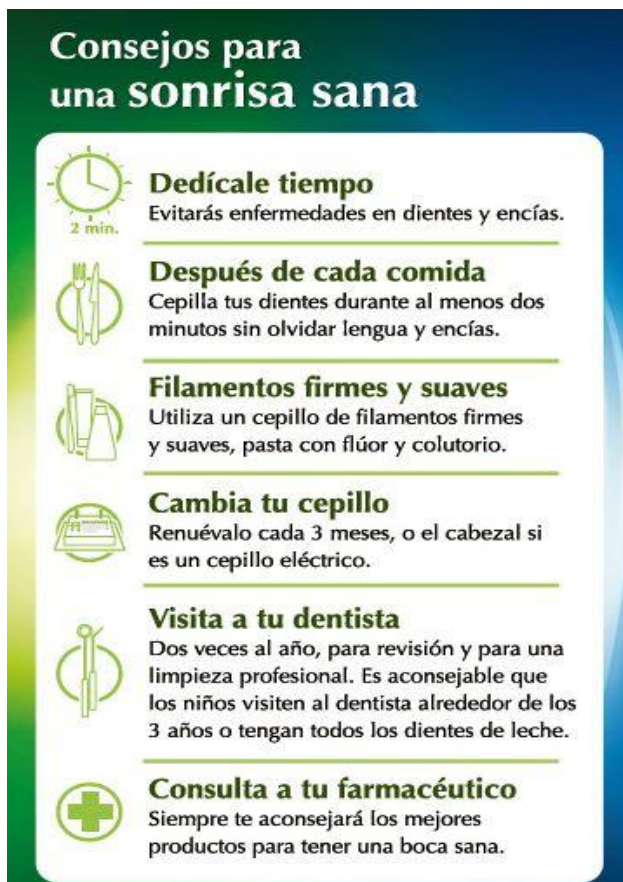 Consejos para
una sonrisa sana
2 min.
Dedícale tiempo
Evitarás enfermedades en dientes y encías.
Después de cada comida
Cepilla tus dientes durante al menos dos
minutos sin olvidar lengua y encías.
Filamentos firmes y suaves
Utiliza un cepillo de filamentos firmes
y suaves, pasta con flúor y colutorio.
Cambia tu cepillo
Renuévalo cada 3 meses, o el cabezal si
es un cepillo eléctrico.
Visita a tu dentista
Dos veces al año, para revisión y para una
limpieza profesional. Es aconsejable que
los niños visiten al dentista alrededor de los
3 años o tengan todos los dientes de leche.
Consulta a tu farmacéutico
Siempre te aconsejará los mejores
productos para tener una boca sana.